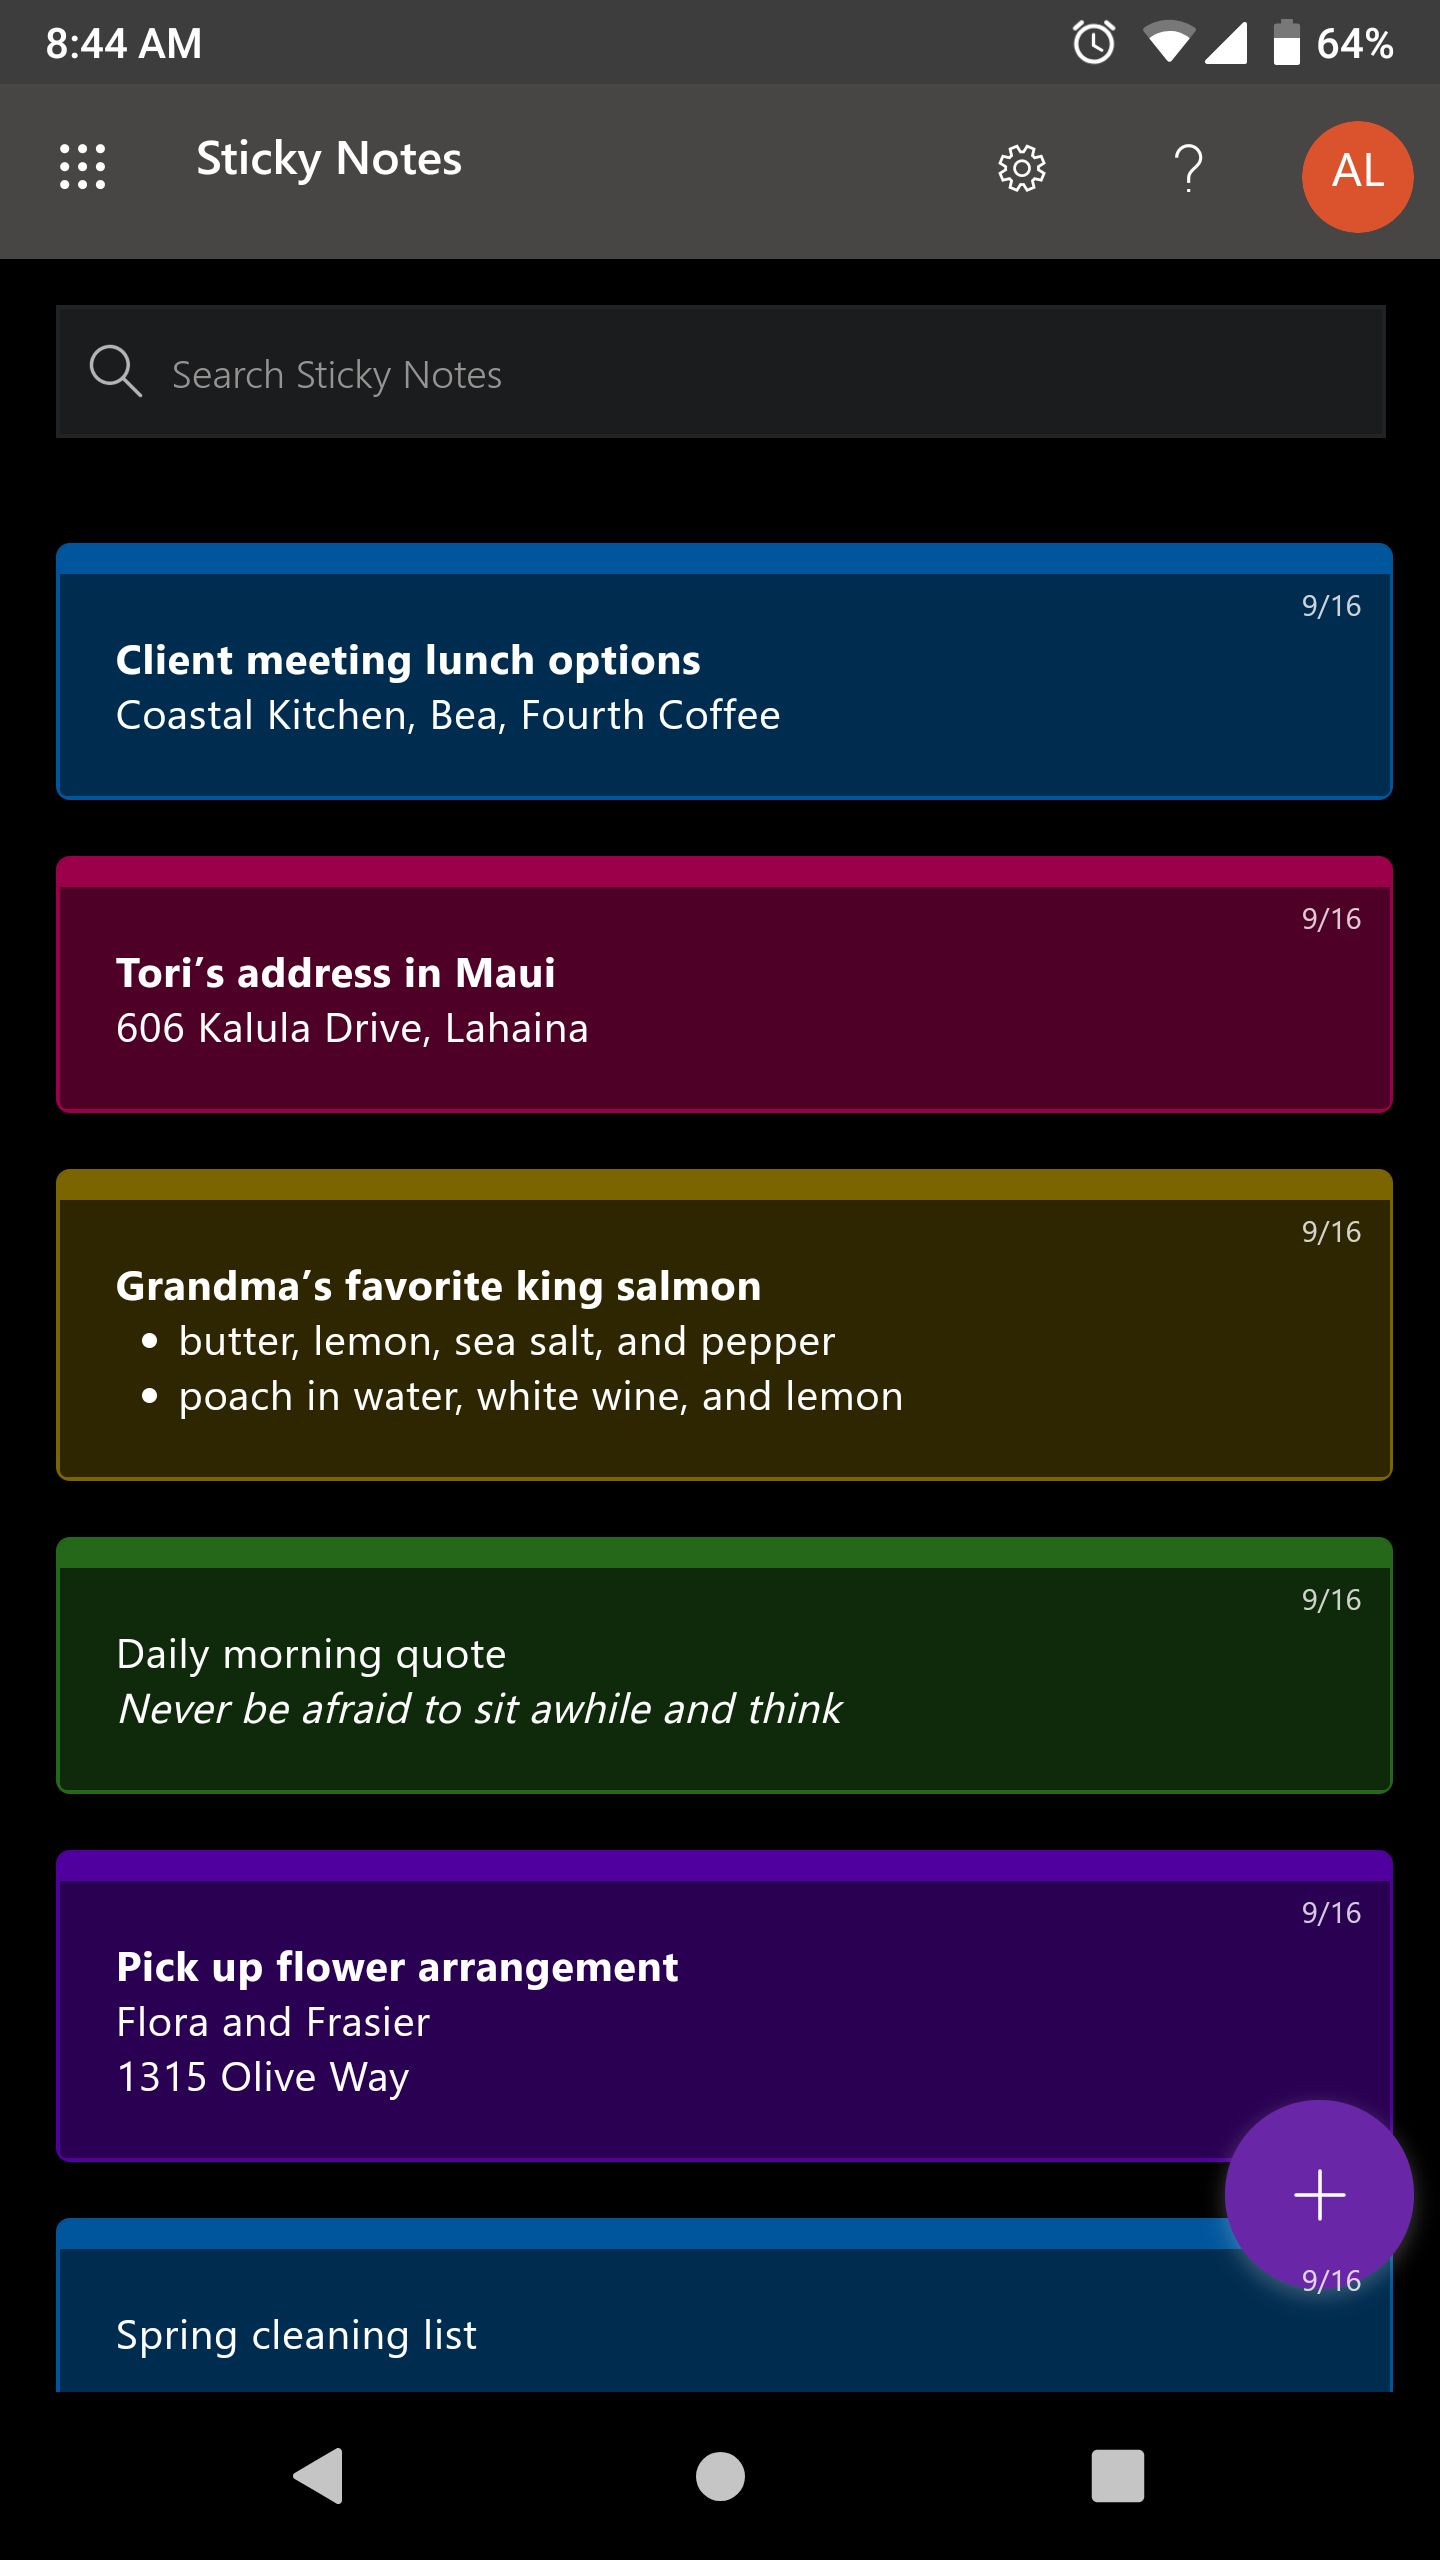 8:44 AM 64%
Sticky Notes ? AL
Search Sticky Notes
9/16
Client meeting lunch options
Coastal Kitchen, Bea, Fourth Coffee
9/16
Tori’s address in Maui
606 Kalula Drive, Lahaina
9/16
Grandma’s favorite king salmon
• butter, lemon, sea salt, and pepper
• poach in water, white wine, and lemon
9/16
Daily morning quote
Never be afraid to sit awhile and think
9/16
Pick up flower arrangement
Flora and Frasier
1315 Olive Way
9/16
Spring cleaning list